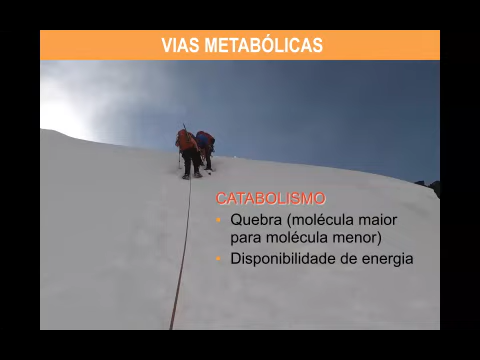 VIAS METABÓLICAS
CATABOLISMO
• Quebra (molécula maior
para molécula menor)
• Disponibilidade de energia